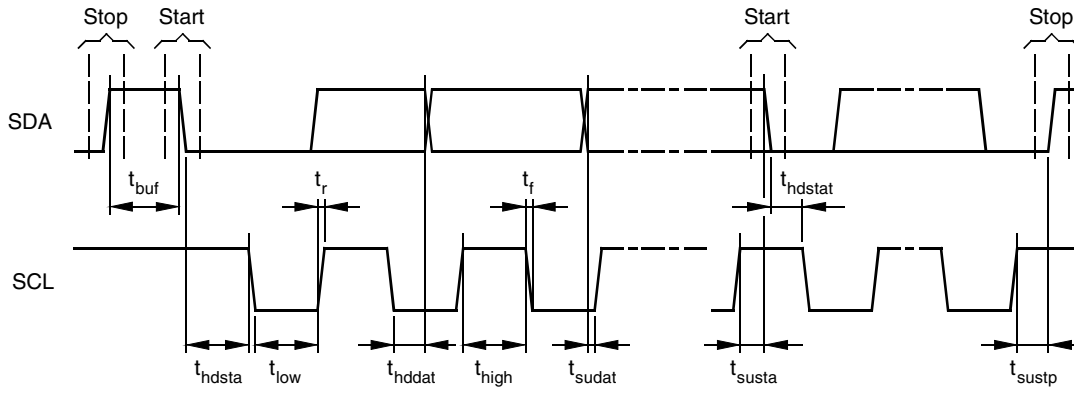 Stop Start Start Stop
SDA
t_buf t_r t_f t_hdstat
SCL
t_hdsta t_low t_hddat t_high t_sudat t_susta t_sustp